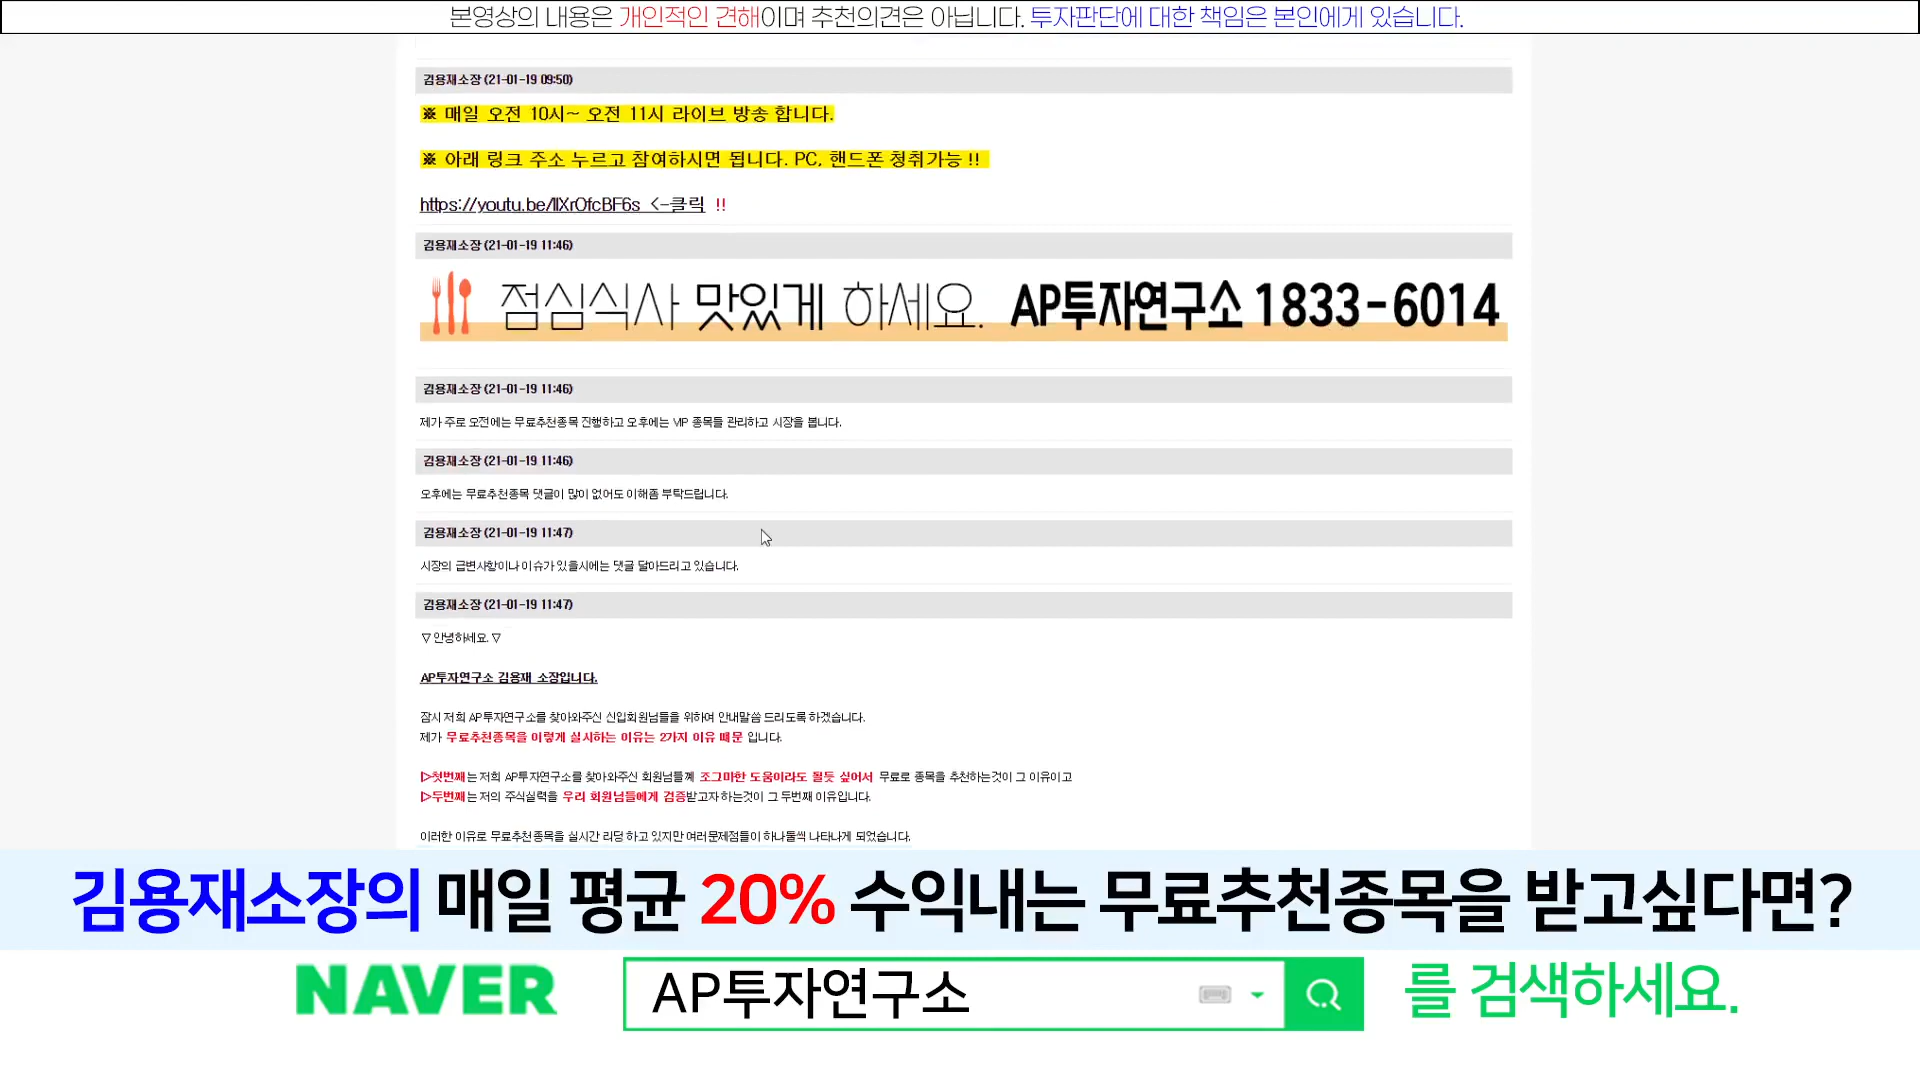 본영상의 내용은 개인적인 견해이며 추천의견은 아닙니다. 투자판단에 대한 책임은 본인에게 있습니다.
김용재소장 (21-01-19 09:50)
※ 매일 오전 10시~ 오전 11시 라이브 방송 합니다.
※ 아래 링크 주소 누르고 참여하시면 됩니다. PC, 핸드폰 청취가능 !!
https://youtu.be/IlXrOfcBF6s <-클릭 !!
김용재소장 (21-01-19 11:46)
점심식사 맛있게 하세요. AP투자연구소 1833-6014
김용재소장 (21-01-19 11:46)
제가 주로 오전에는 무료추천종목 진행하고 오후에는 VIP 종목들 관리하고 시장을 봅니다.
김용재소장 (21-01-19 11:46)
오후에는 무료추천종목 댓글이 많이 없어도 이해좀 부탁드립니다.
김용재소장 (21-01-19 11:47)
시장의 급변사항이나 이슈가 있을시에는 댓글 달아드리고 있습니다.
김용재소장 (21-01-19 11:47)
▽ 안녕하세요. ▽
AP투자연구소 김용재 소장입니다.
잠시 저희 AP투자연구소를 찾아와주신 신입회원님들을 위하여 안내말씀 드리도록 하겠습니다.
제가 무료추천종목을 이렇게 실시하는 이유는 2가지 이유 때문 입니다.
▷첫번째는 저희 AP투자연구소를 찾아와주신 회원님들께 조그마한 도움이라도 될듯 싶어서 무료로 종목을 추천하는것이 그 이유이고
▷두번째는 저의 주식실력을 우리 회원님들에게 검증받고자 하는것이 그 두번째 이유입니다.
이러한 이유로 무료추천종목을 실시간 리딩 하고 있지만 여러문제점들이 하나둘씩 나타나게 되었습니다.
김용재소장의 매일 평균 20% 수익내는 무료추천종목을 받고싶다면?
NAVER AP투자연구소 를 검색하세요.